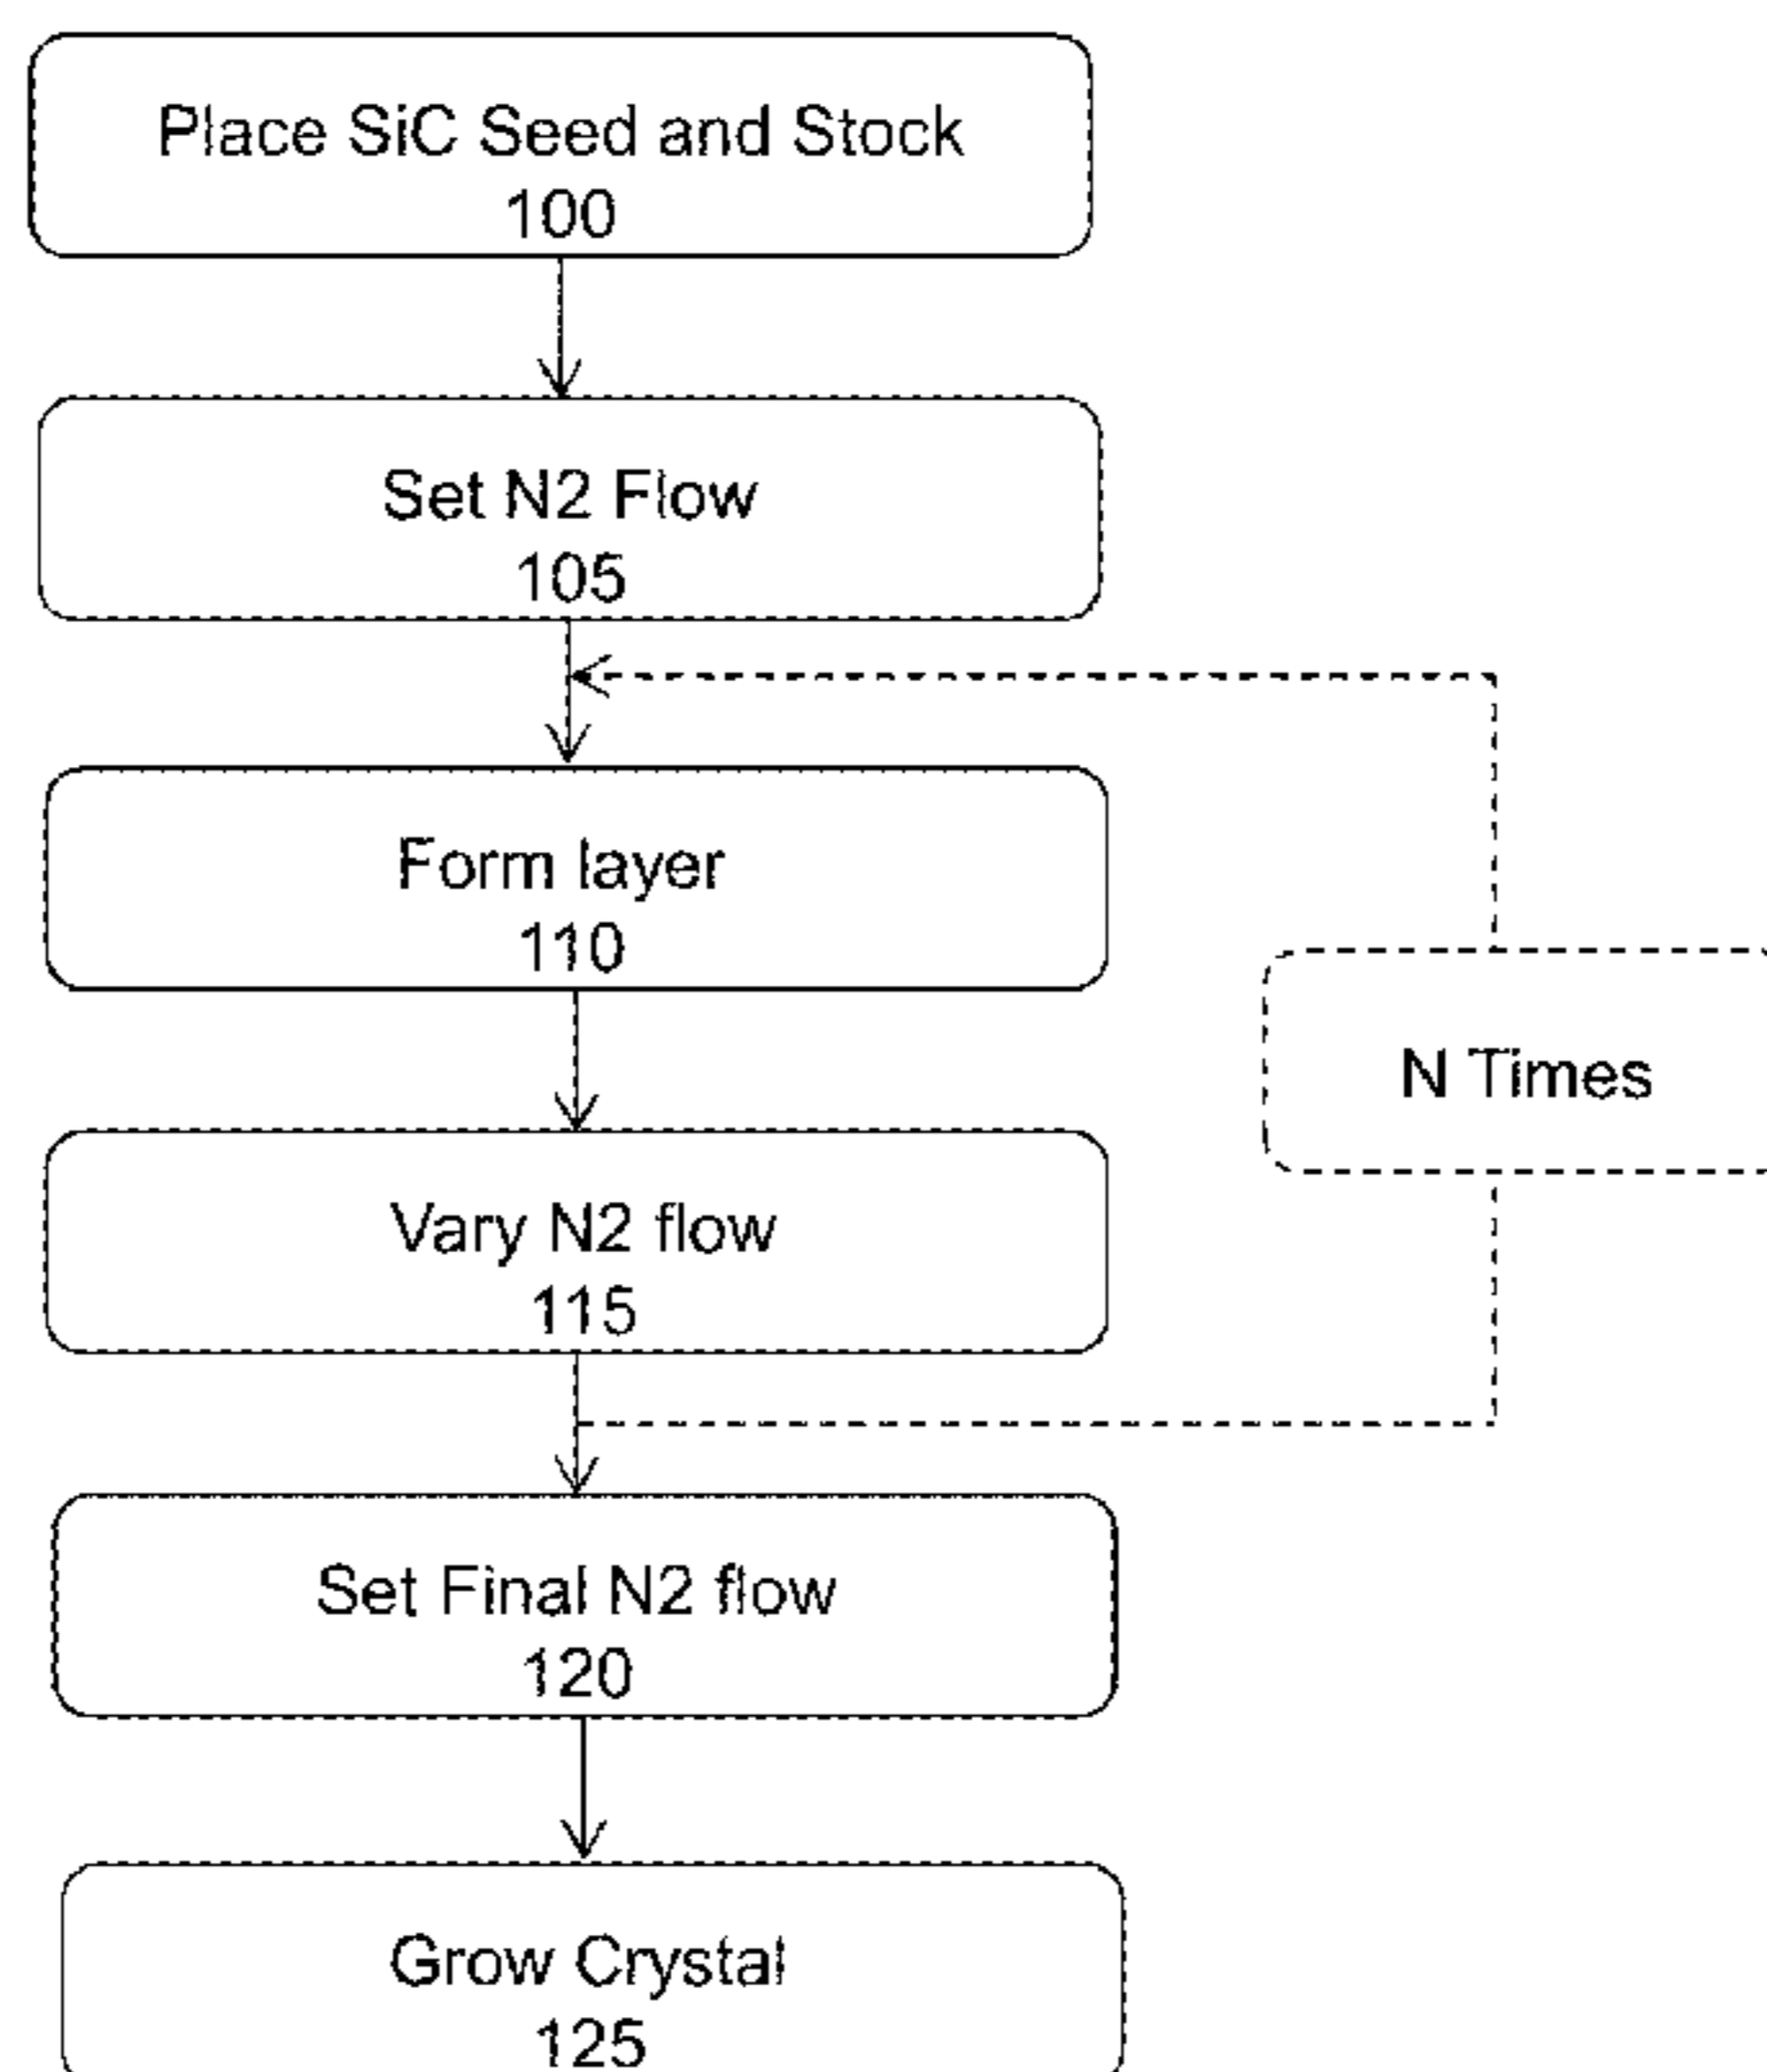 Place SiC Seed and Stock
100
Set N2 Flow
105
Form layer
110
N Times
Vary N2 flow
115
Set Final N2 flow
120
Grow Crystal
125